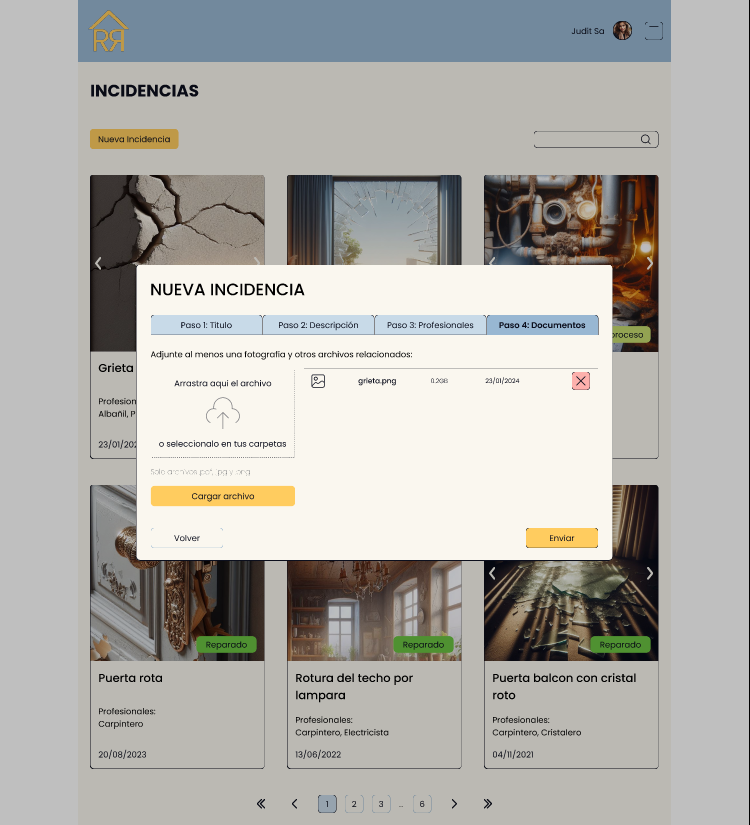 RR
Judit Sa
INCIDENCIAS
Nueva Incidencia
NUEVA INCIDENCIA
Paso 1: Titulo
Paso 2: Descripción
Paso 3: Profesionales
Paso 4: Documentos
Adjunte al menos una fotografía y otros archivos relacionados:
Arrastra aqui el archivo
o seleccionalo en tus carpetas
Solo archivos pdf, jpg y png
Cargar archivo
grieta.png
0.2GB
23/01/2024
Volver
Enviar
Grieta
Profesion
Albañil, P
23/01/202
proceso
Reparado
Puerta rota
Profesionales:
Carpintero
20/08/2023
Reparado
Rotura del techo por
lampara
Profesionales:
Carpintero, Electricista
13/06/2022
Reparado
Puerta balcon con cristal
roto
Profesionales:
Carpintero, Cristalero
04/11/2021
1
2
3
...
6